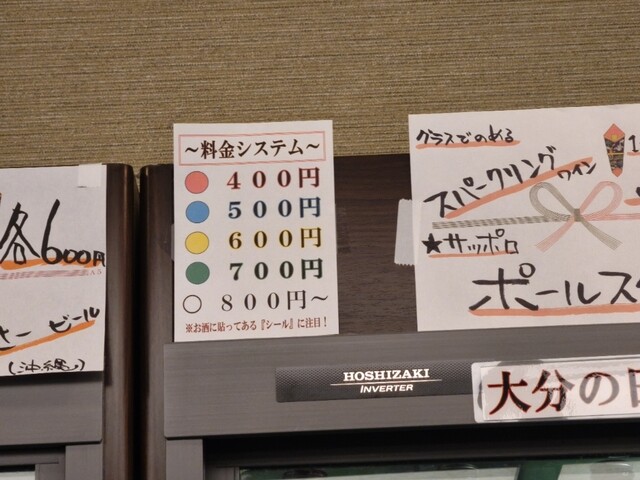 各600円
ビール
(沖縄)
～料金システム～
400円
500円
600円
700円
800円～
※お酒に貼ってある『シール』に注目!
グラスでのめる
スパークリングワイン
★サッポロ
ポールスタ
HOSHIZAKI
INVERTER
大分の日